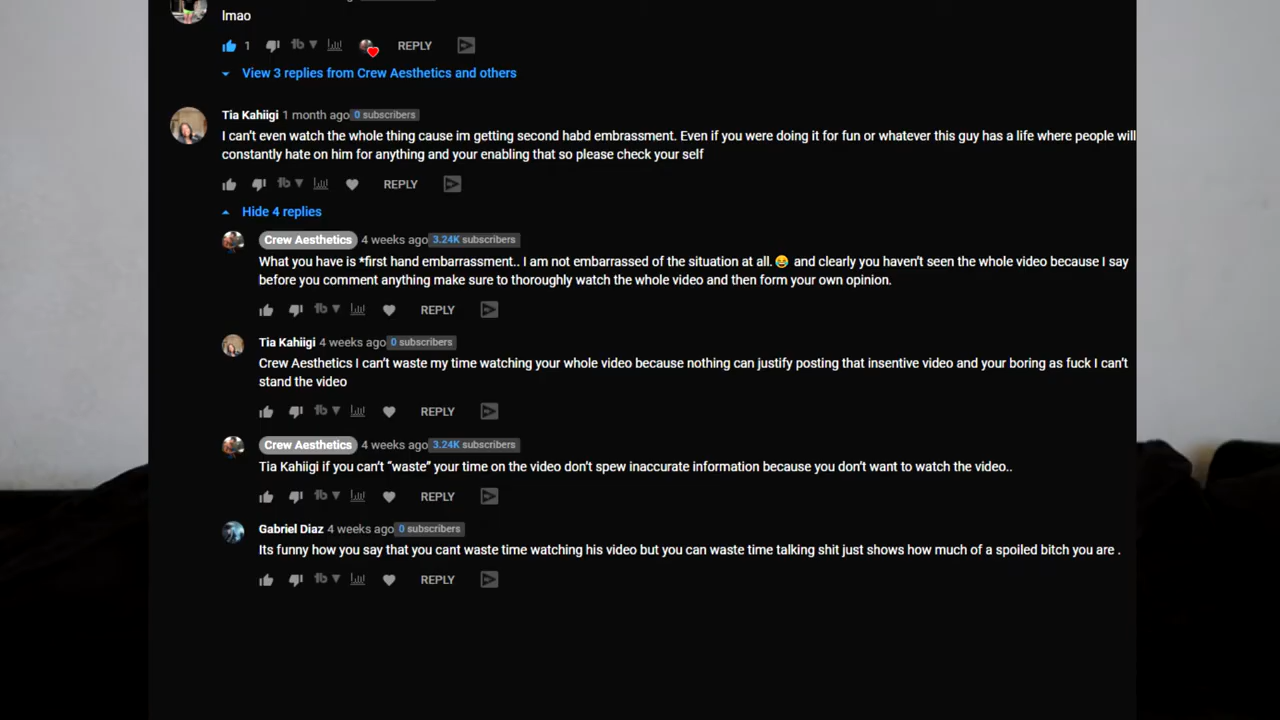 lmao
1 REPLY
View 3 replies from Crew Aesthetics and others
Tia Kahiigi 1 month ago 0 subscribers
I can't even watch the whole thing cause im getting second habd embrassment. Even if you were doing it for fun or whatever this guy has a life where people will
constantly hate on him for anything and your enabling that so please check your self
REPLY
Hide 4 replies
Crew Aesthetics 4 weeks ago 3.24K subscribers
What you have is *first hand embarrassment.. I am not embarrassed of the situation at all.😂 and clearly you haven't seen the whole video because I say
before you comment anything make sure to thoroughly watch the whole video and then form your own opinion.
REPLY
Tia Kahiigi 4 weeks ago 0 subscribers
Crew Aesthetics I can't waste my time watching your whole video because nothing can justify posting that insentive video and your boring as fuck I can't
stand the video
REPLY
Crew Aesthetics 4 weeks ago 3.24K subscribers
Tia Kahiigi if you can't "waste" your time on the video don't spew inaccurate information because you don't want to watch the video..
REPLY
Gabriel Diaz 4 weeks ago 0 subscribers
Its funny how you say that you cant waste time watching his video but you can waste time talking shit just shows how much of a spoiled bitch you are .
REPLY